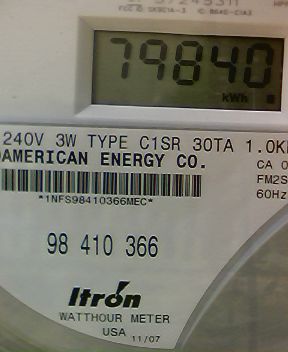 79840
kWh
240V 3W TYPE C1SR 30TA 1.0K
AMERICAN ENERGY CO.
CA
FM2S
60Hz
*1NFS98410366MEC*
98 410 366
Itron
WATTHOUR METER
USA 11/07